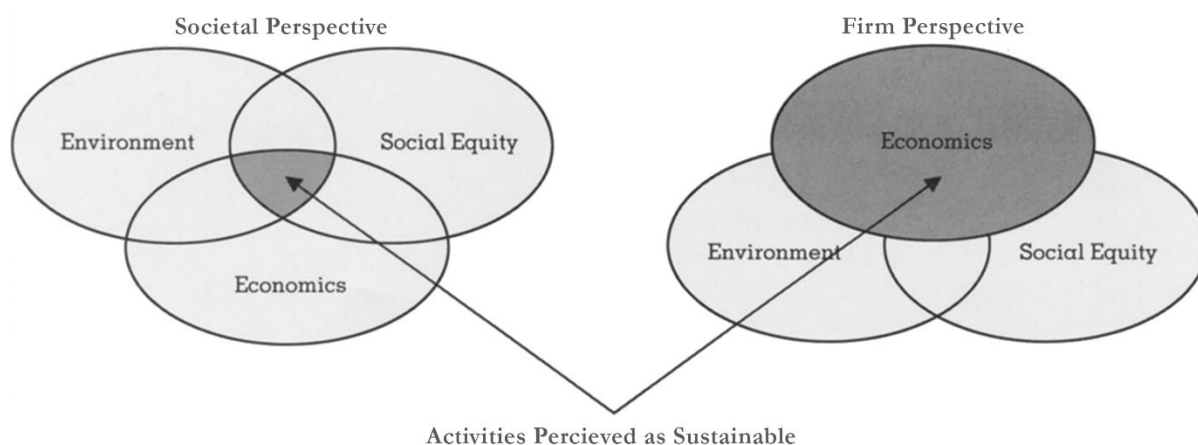 Societal Perspective
Firm Perspective
Environment
Social Equity
Economics
Economics
Environment
Social Equity
Activities Percieved as Sustainable